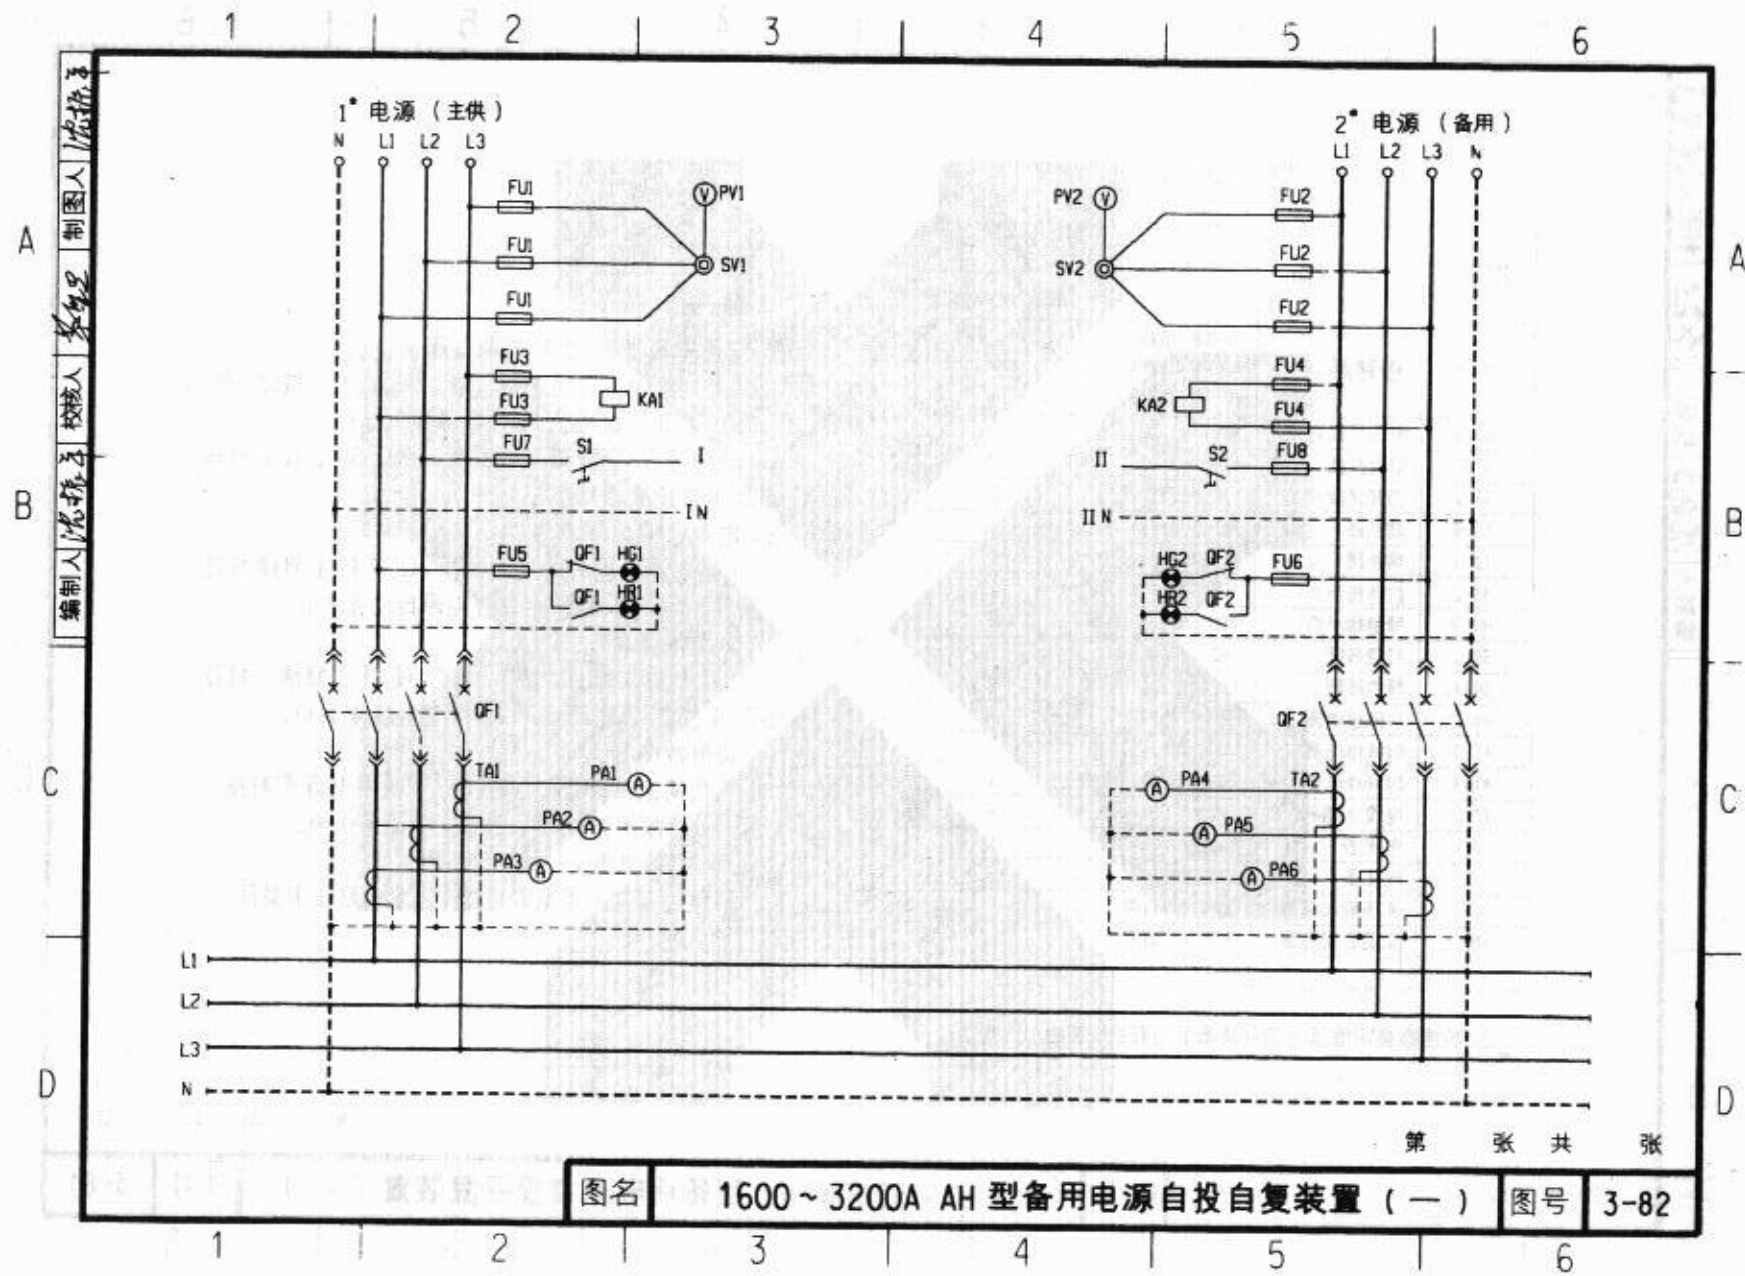 1 2 3 4 5 6
1# 电源 (主供)
N L1 L2 L3
2# 电源 (备用)
L1 L2 L3 N
制图人
校核人
编制人
A A
B B
C C
D D
FU1 PV1
FU1 SV1
FU1
FU3
FU3 KA1
FU7 S1 I
I N
FU5 QF1 HG1
QF1 HR1
QF1
TA1 PA1 A
PA2 A
PA3 A
PV2 V FU2
SV2 FU2
FU2
FU4
KA2 FU4
II S2 FU8
II N
HG2 QF2 FU6
HR2 QF2
QF2
A PA4 TA2
A PA5
A PA6
L1
L2
L3
N
第 张 共 张
图名 1600~3200A AH 型备用电源自投自复装置 (一) 图号 3-82
1 2 3 4 5 6